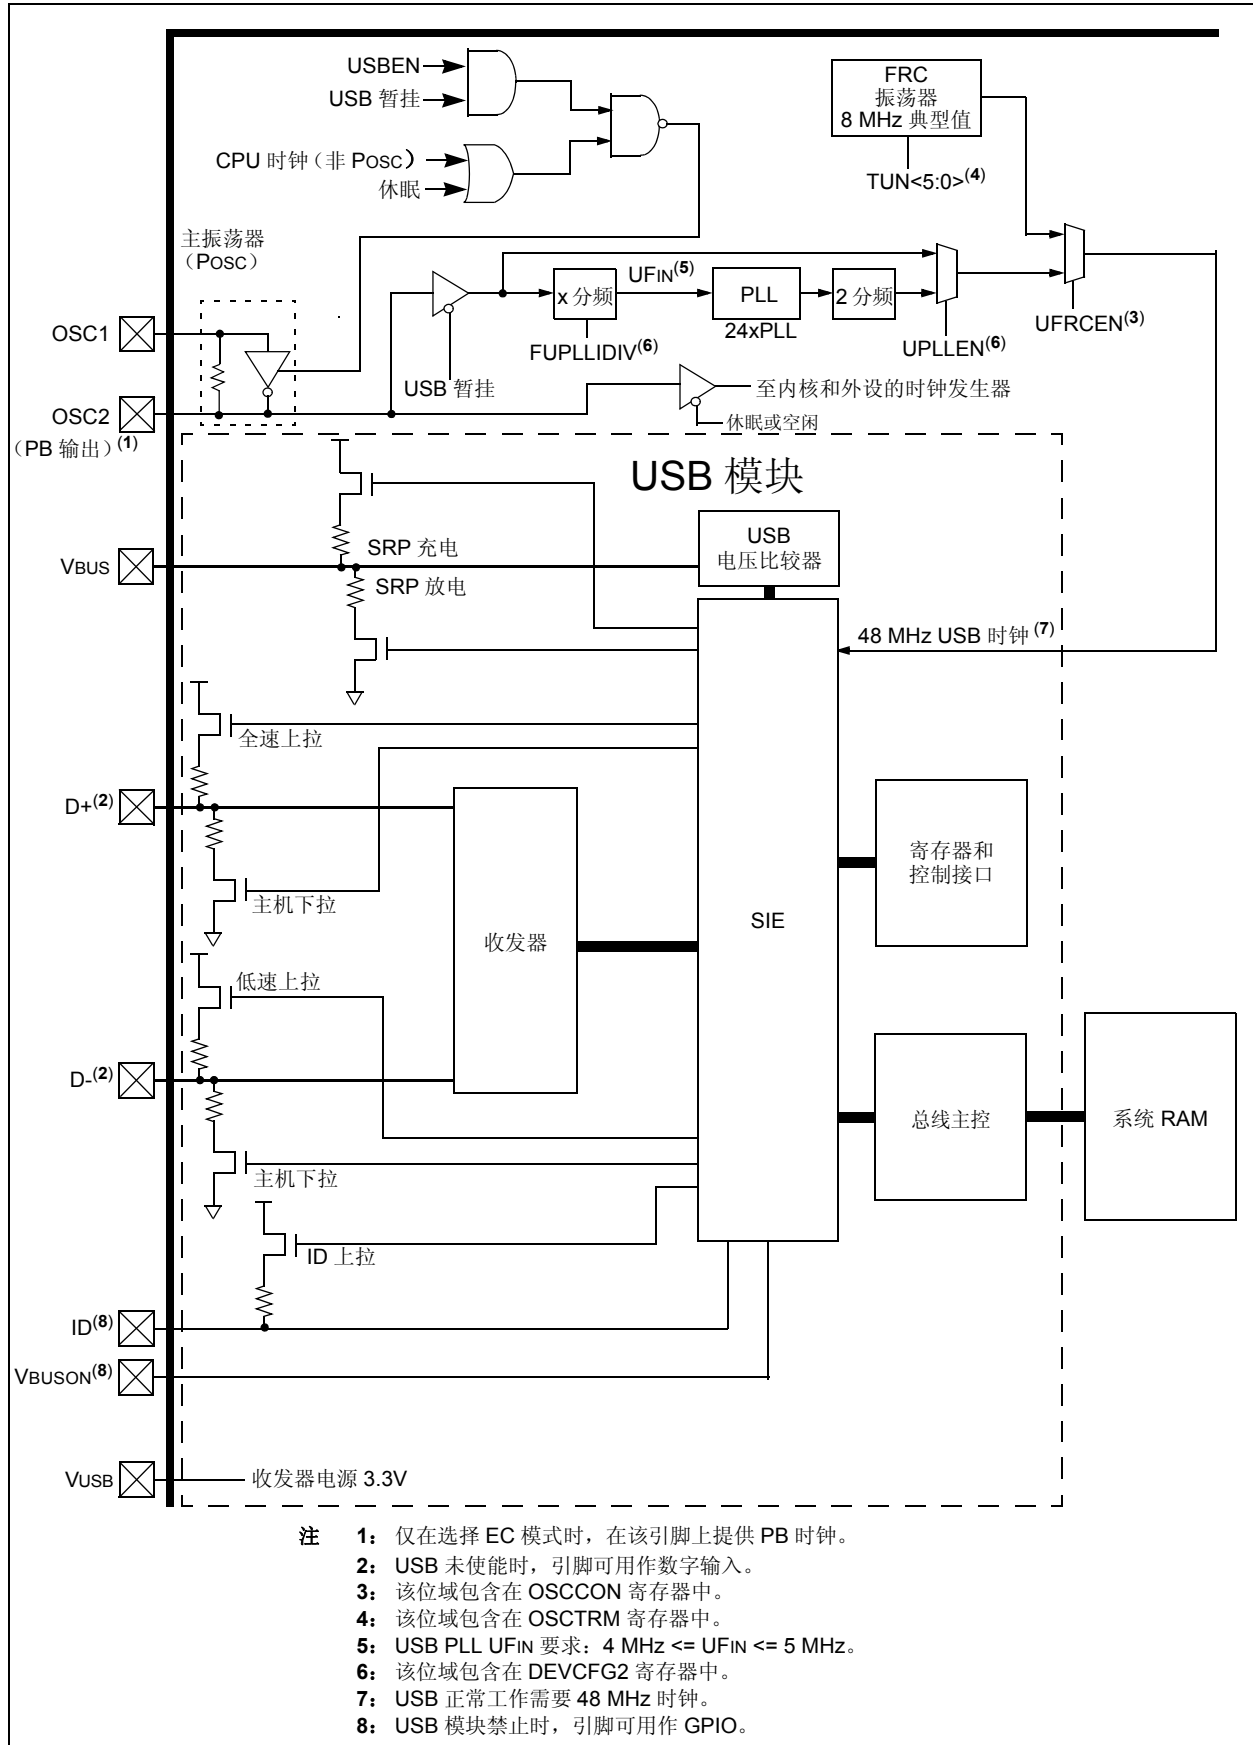 USBEN
USB 暂挂
CPU 时钟（非 POSC）
休眠
FRC
振荡器
8 MHz 典型值
TUN<5:0>(4)
主振荡器
（POSC）
OSC1
OSC2
（PB 输出）(1)
x 分频
UFIN(5)
PLL
24xPLL
2 分频
FUPLLIDIV(6)
UPLLEN(6)
UFRCEN(3)
USB 暂挂
至内核和外设的时钟发生器
休眠或空闲
USB 模块
VBUS
SRP 充电
SRP 放电
USB
电压比较器
48 MHz USB 时钟 (7)
全速上拉
D+(2)
主机下拉
收发器
SIE
寄存器和
控制接口
低速上拉
D-(2)
主机下拉
总线主控
系统 RAM
ID 上拉
ID(8)
VBUSON(8)
VUSB
收发器电源 3.3V
注 1： 仅在选择 EC 模式时，在该引脚上提供 PB 时钟。
2： USB 未使能时，引脚可用作数字输入。
3： 该位域包含在 OSCCON 寄存器中。
4： 该位域包含在 OSCTRM 寄存器中。
5： USB PLL UFIN 要求：4 MHz <= UFIN <= 5 MHz。
6： 该位域包含在 DEVCFG2 寄存器中。
7： USB 正常工作需要 48 MHz 时钟。
8： USB 模块禁止时，引脚可用作 GPIO。